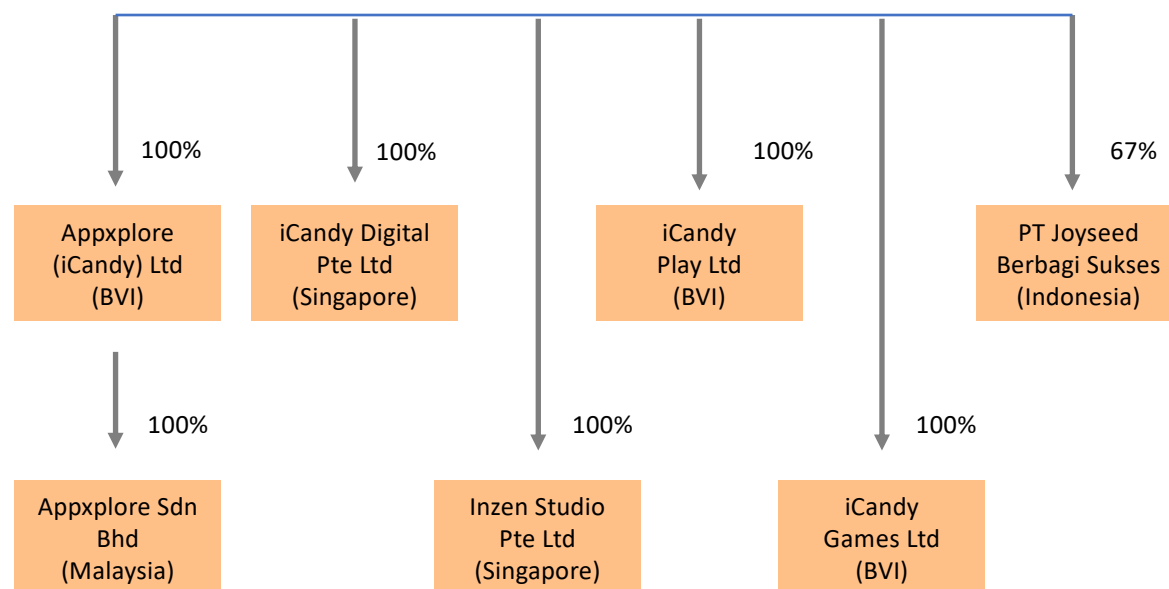 100%
100%
100%
67%
Appxplore
(iCandy) Ltd
(BVI)
iCandy Digital
Pte Ltd
(Singapore)
iCandy
Play Ltd
(BVI)
PT Joyseed
Berbagi Sukses
(Indonesia)
100%
100%
100%
Appxplore Sdn
Bhd
(Malaysia)
Inzen Studio
Pte Ltd
(Singapore)
iCandy
Games Ltd
(BVI)